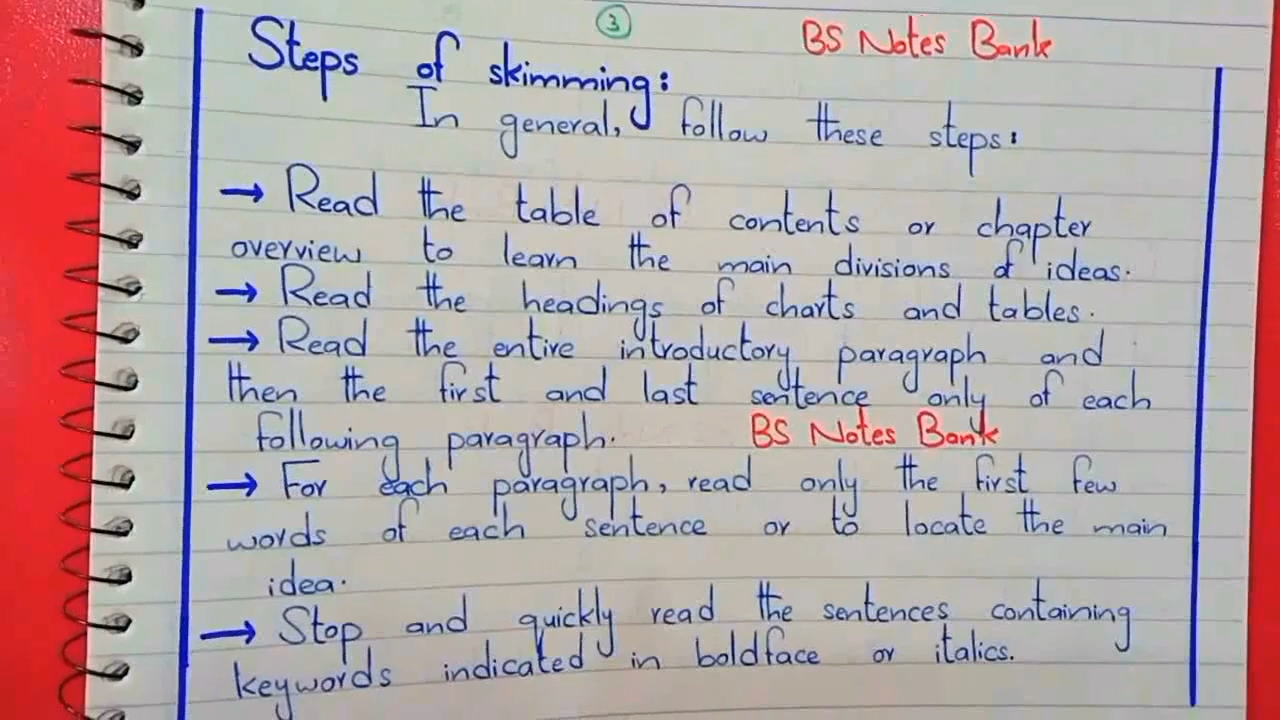 3
BS Notes Bank
Steps of skimming:
In general, follow these steps:
→ Read the table of contents or chapter
overview to learn the main divisions of ideas.
→ Read the headings of charts and tables.
→ Read the entire introductory paragraph and
then the first and last sentence only of each
following paragraph.
BS Notes Bank
→ For each paragraph, read only the first few
words of each sentence or to locate the main
idea.
→ Stop and quickly read the sentences containing
keywords indicated in boldface or italics.